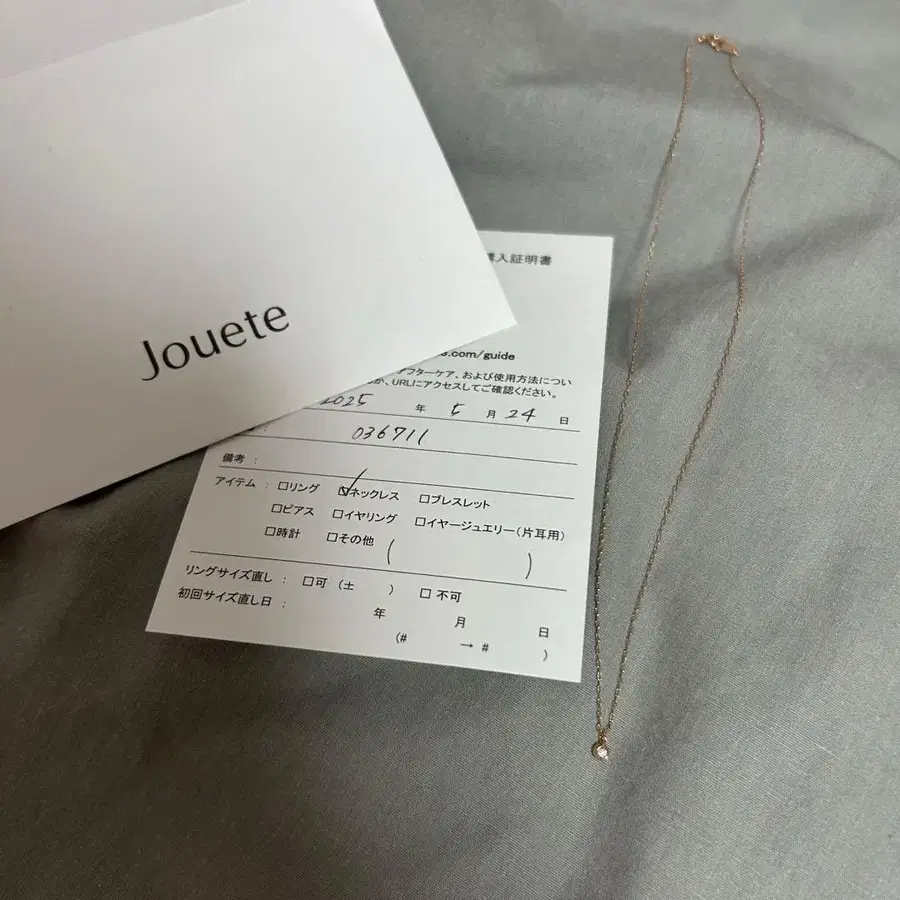 Jouete
購入証明書
.com/guide
フターケア、および使用方法につい
、URLにアクセスしてご確認ください。
2025 年 5 月 24 日
036711
備考 :
アイテム : □リング ☑ネックレス □ブレスレット
□ピアス □イヤリング □イヤージュエリー(片耳用)
□時計 □その他 ( )
リングサイズ直し : □可 (± ) □ 不可
初回サイズ直し日 :
年 月 日
(# → # )